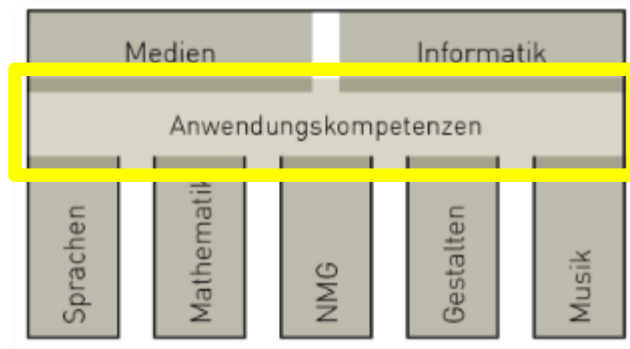 Medien
Informatik
Anwendungskompetenzen
Sprachen
Mathematik
NMG
Gestalten
Musik